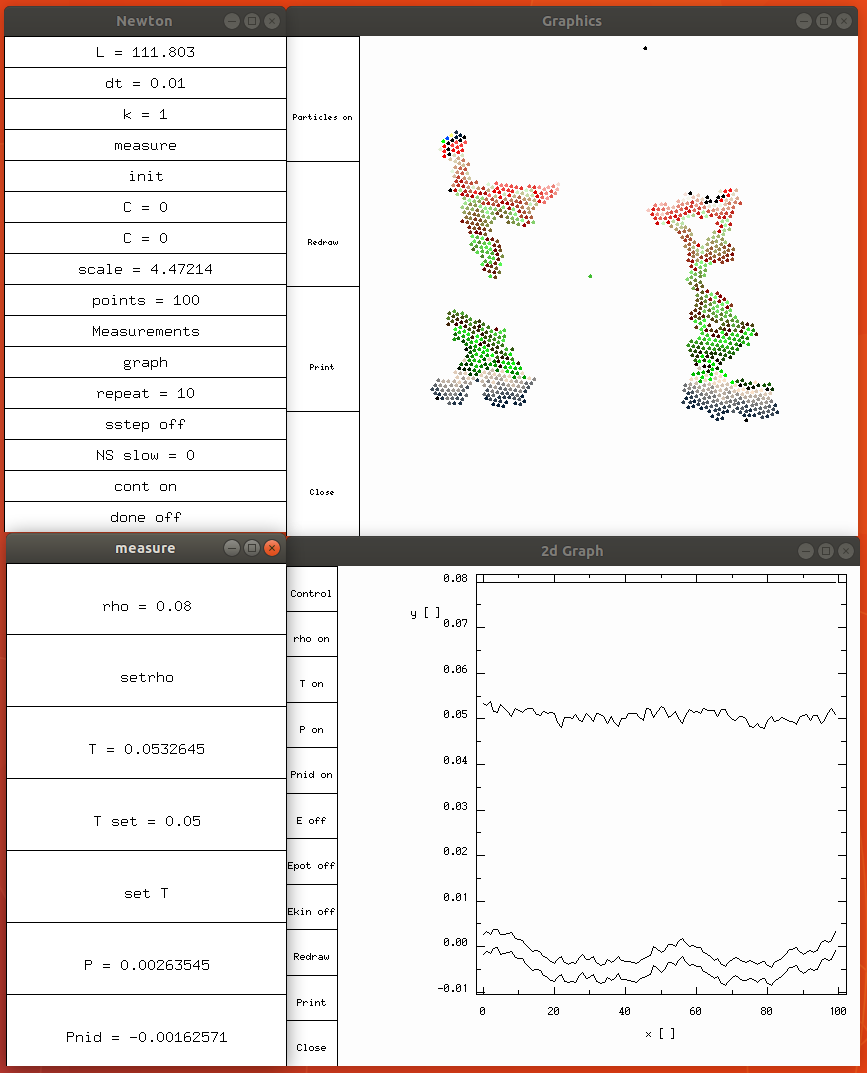 Newton
L = 111.803
dt = 0.01
k = 1
measure
init
C = 0
C = 0
scale = 4.47214
points = 100
Measurements
graph
repeat = 10
sstep off
NS slow = 0
cont on
done off
Graphics
Particles on
Redraw
Print
Close
measure
rho = 0.08
setrho
T = 0.0532645
T set = 0.05
set T
P = 0.00263545
Pnid = -0.00162571
2d Graph
Control
rho on
T on
P on
Pnid on
E off
Epot off
Ekin off
Redraw
Print
Close
y [ ]
0.08
0.07
0.06
0.05
0.04
0.03
0.02
0.01
0.00
-0.01
0 20 40 60 80 100
x [ ]